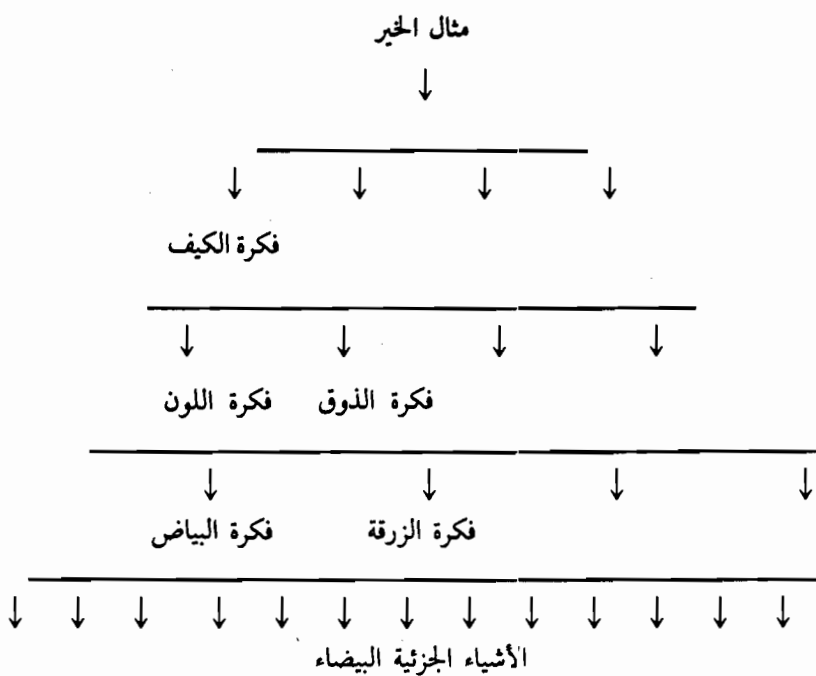 مثال الخير
فكرة الكيف
فكرة الذوق فكرة اللون
فكرة الزرقة فكرة البياض
الأشياء الجزئية البيضاء